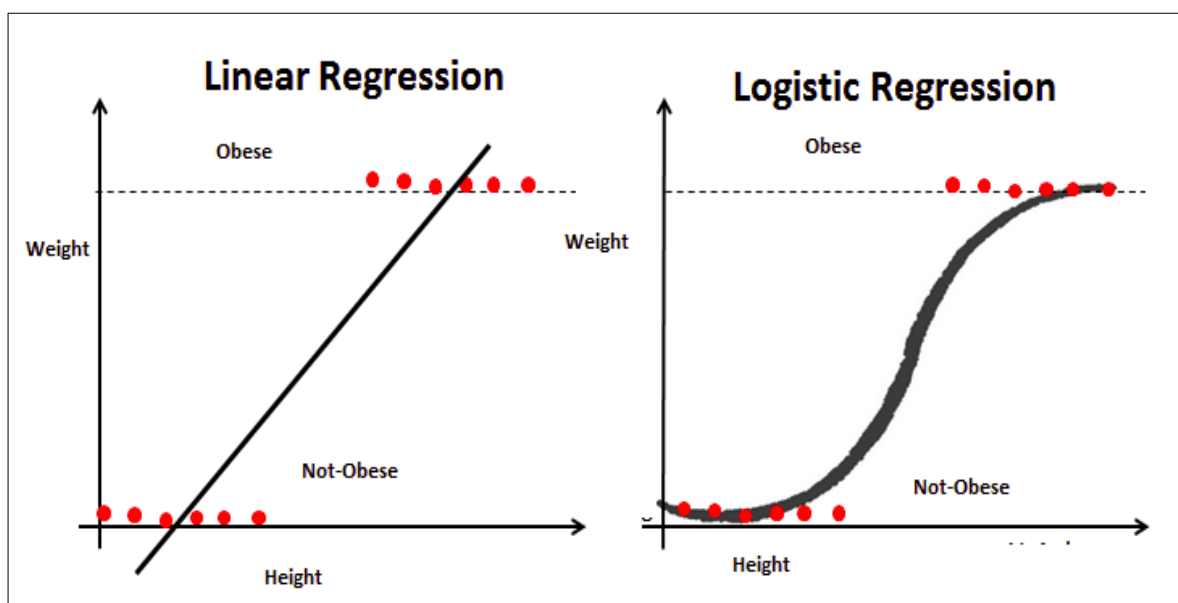 Linear Regression
Obese
Weight
Not-Obese
Height
Logistic Regression
Obese
Weight
Not-Obese
Height